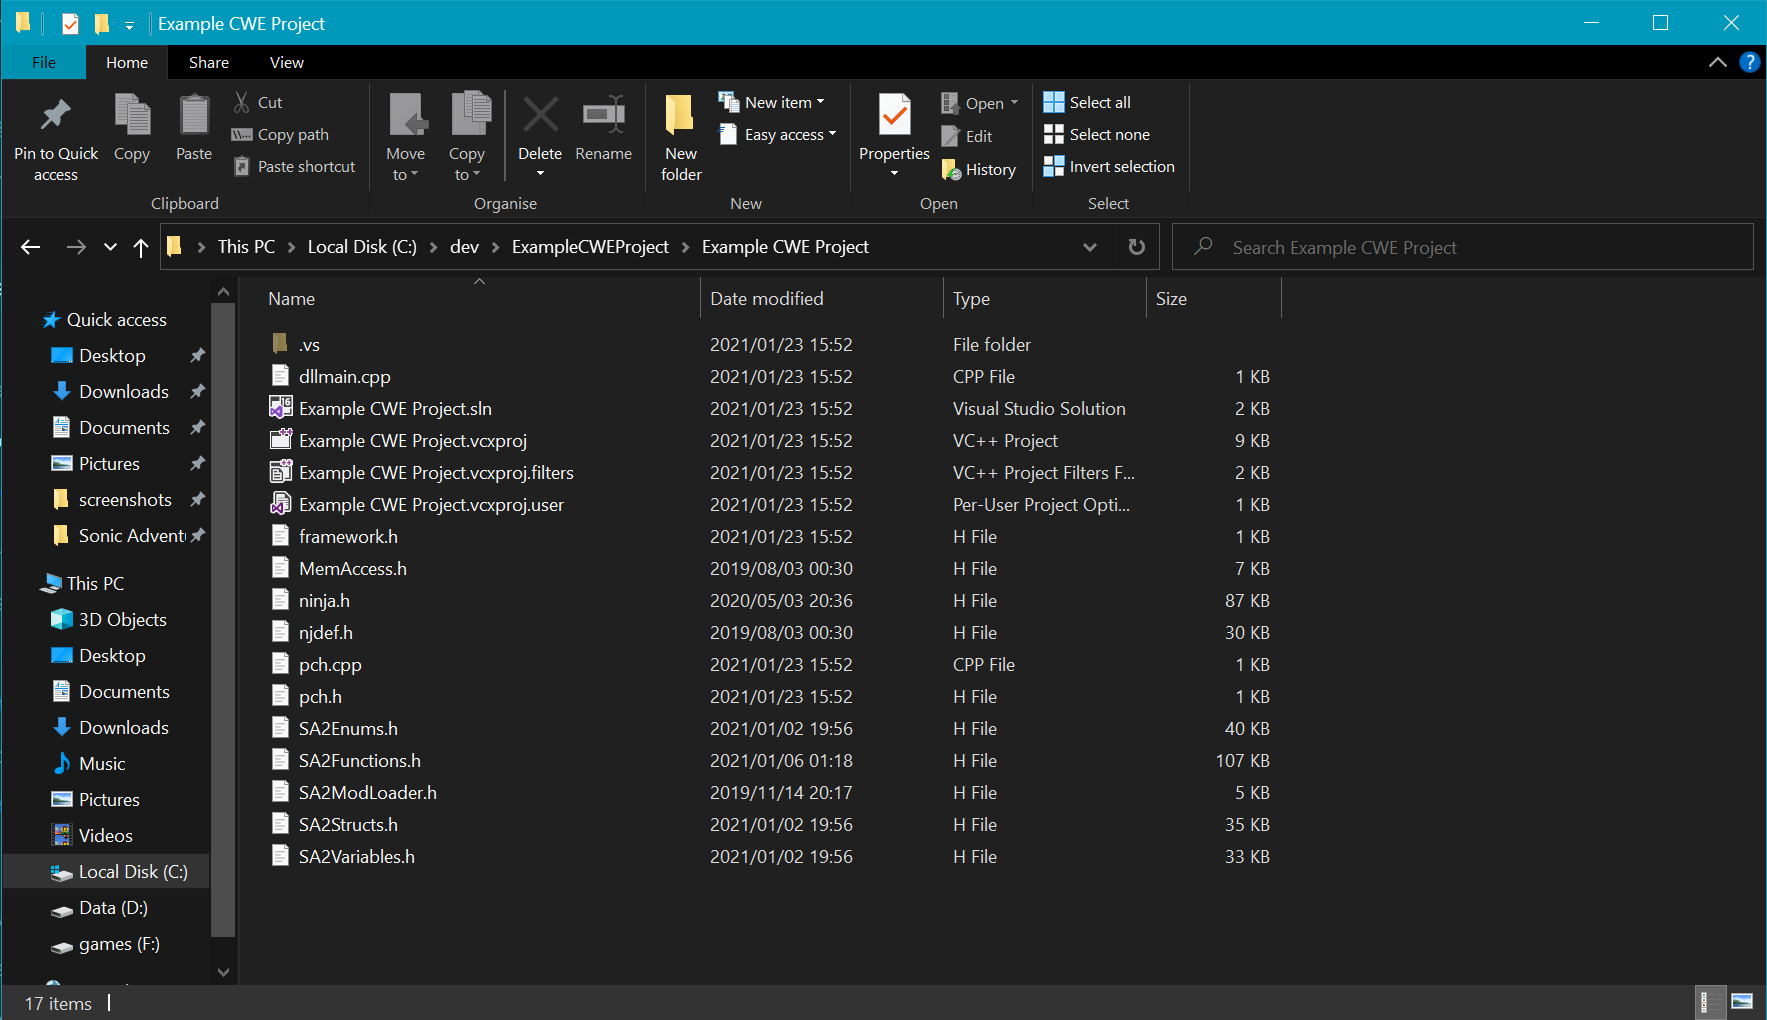 Example CWE Project
File Home Share View
Pin to Quick access
Copy
Paste
Cut
Copy path
Paste shortcut
Clipboard
Move to
Copy to
Delete
Rename
Organise
New folder
New item
Easy access
New
Properties
Open
Edit
History
Open
Select all
Select none
Invert selection
Select
This PC > Local Disk (C:) > dev > ExampleCWEProject > Example CWE Project
Search Example CWE Project
Quick access
Desktop
Downloads
Documents
Pictures
screenshots
Sonic Advent
This PC
3D Objects
Desktop
Documents
Downloads
Music
Pictures
Videos
Local Disk (C:)
Data (D:)
games (F:)
Name Date modified Type Size
.vs 2021/01/23 15:52 File folder
dllmain.cpp 2021/01/23 15:52 CPP File 1 KB
Example CWE Project.sln 2021/01/23 15:52 Visual Studio Solution 2 KB
Example CWE Project.vcxproj 2021/01/23 15:52 VC++ Project 9 KB
Example CWE Project.vcxproj.filters 2021/01/23 15:52 VC++ Project Filters F... 2 KB
Example CWE Project.vcxproj.user 2021/01/23 15:52 Per-User Project Opti... 1 KB
framework.h 2021/01/23 15:52 H File 1 KB
MemAccess.h 2019/08/03 00:30 H File 7 KB
ninja.h 2020/05/03 20:36 H File 87 KB
njdef.h 2019/08/03 00:30 H File 30 KB
pch.cpp 2021/01/23 15:52 CPP File 1 KB
pch.h 2021/01/23 15:52 H File 1 KB
SA2Enums.h 2021/01/02 19:56 H File 40 KB
SA2Functions.h 2021/01/06 01:18 H File 107 KB
SA2ModLoader.h 2019/11/14 20:17 H File 5 KB
SA2Structs.h 2021/01/02 19:56 H File 35 KB
SA2Variables.h 2021/01/02 19:56 H File 33 KB
17 items